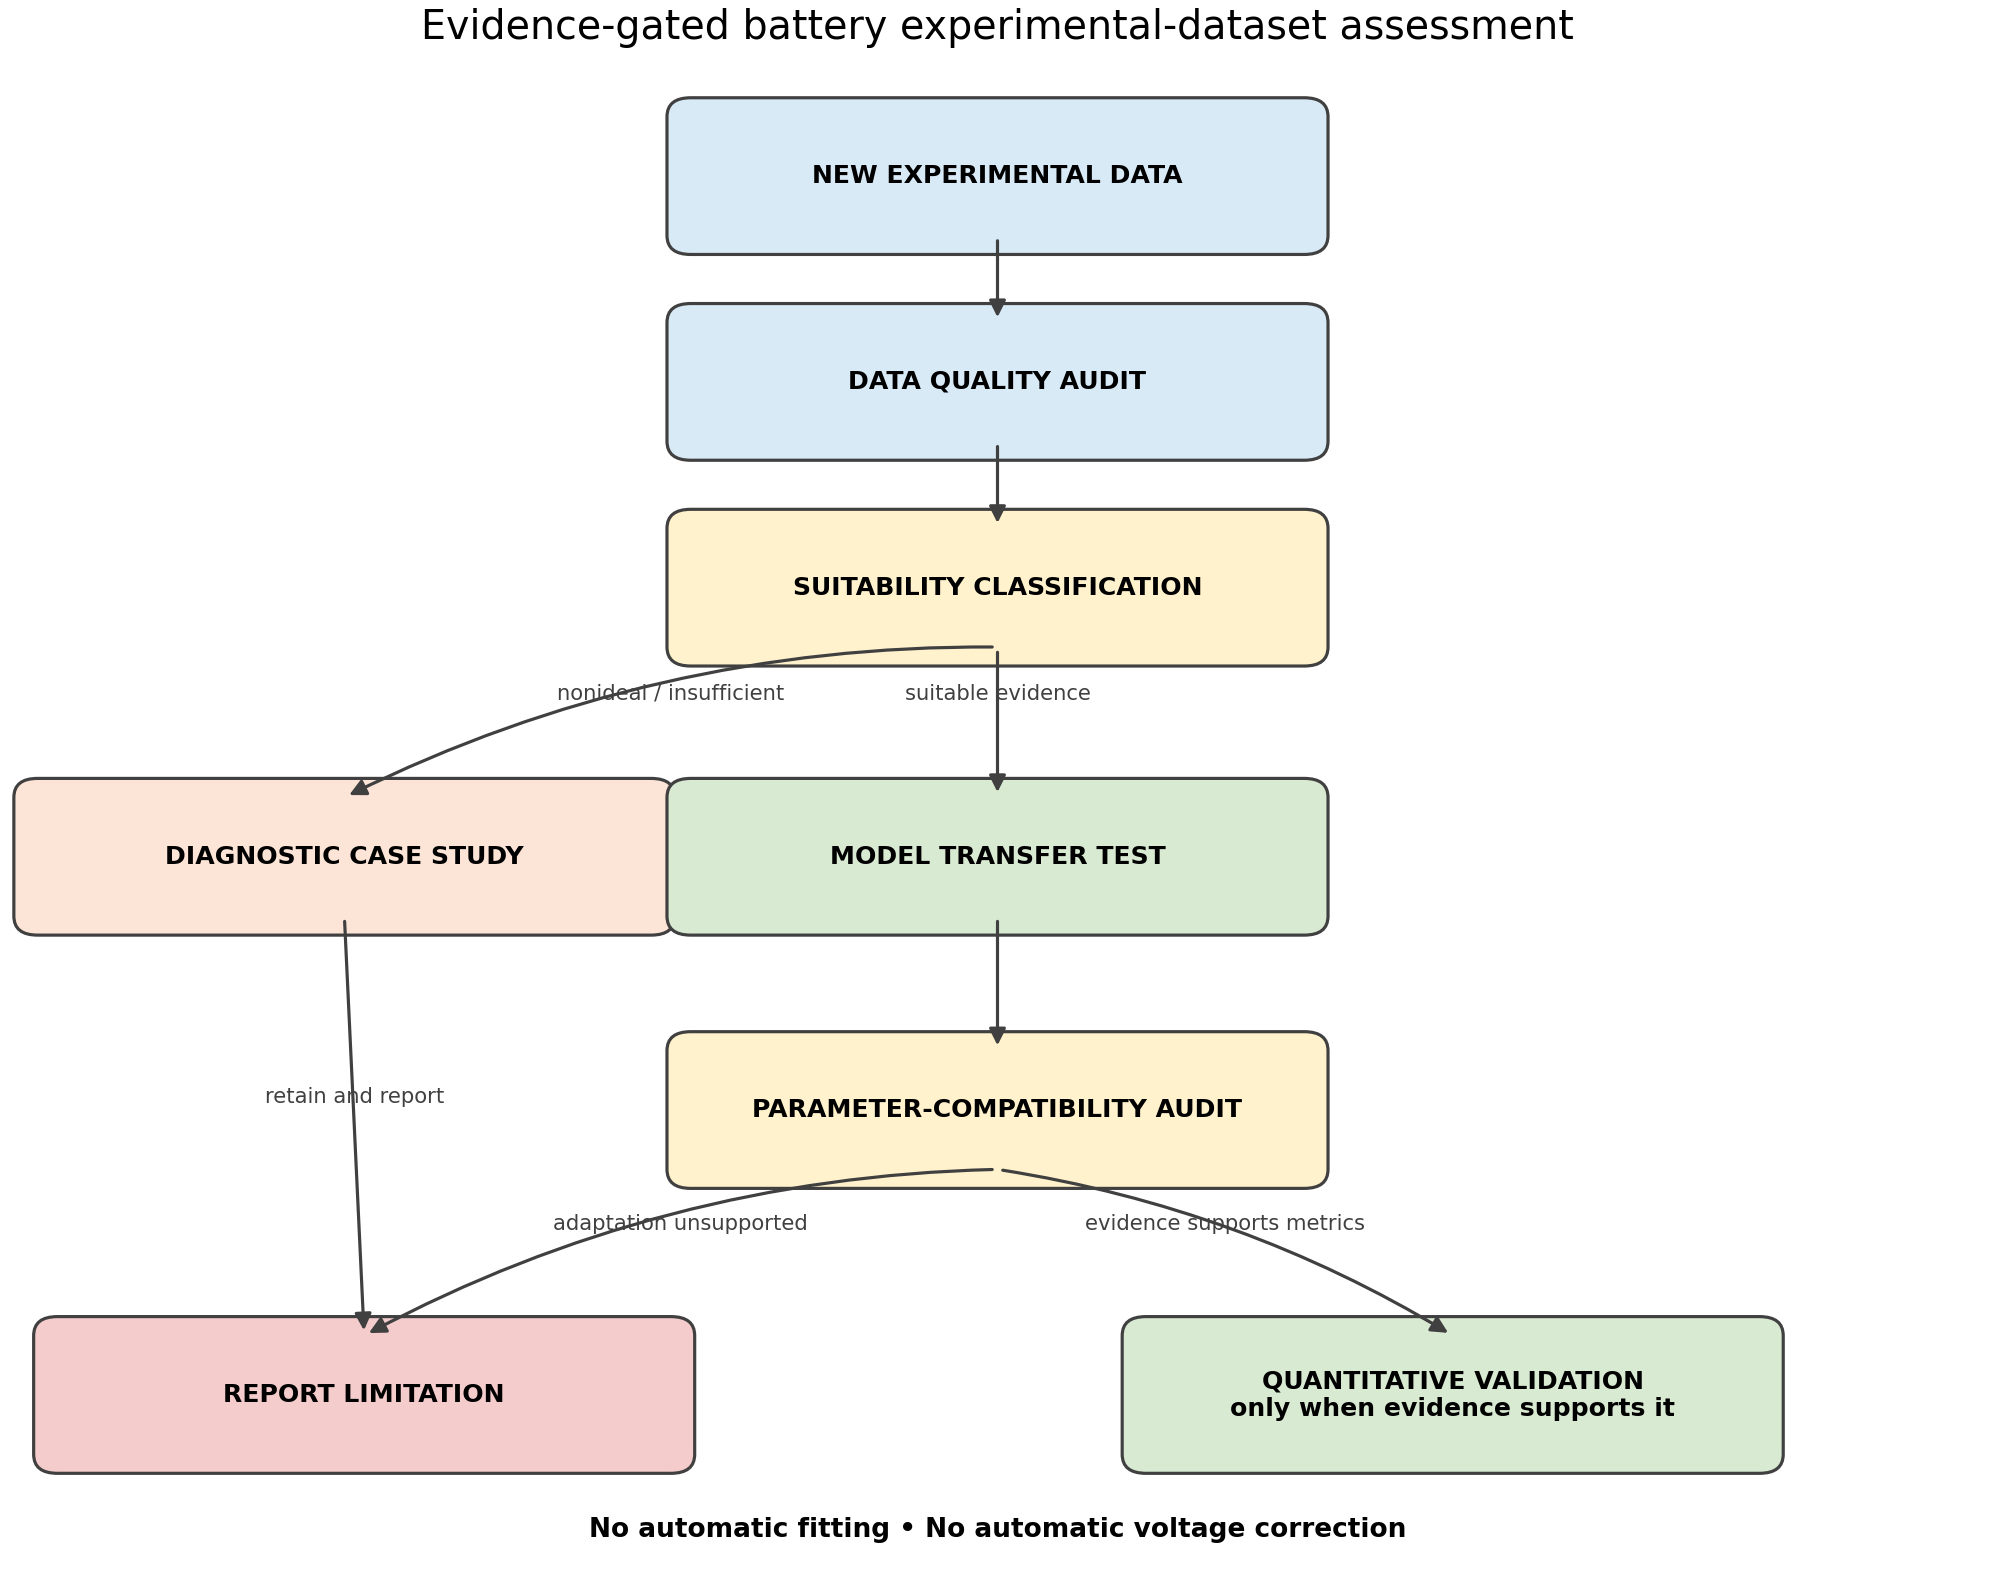 Evidence-gated battery experimental-dataset assessment
NEW EXPERIMENTAL DATA
DATA QUALITY AUDIT
SUITABILITY CLASSIFICATION
nonideal / insufficient
suitable evidence
DIAGNOSTIC CASE STUDY
MODEL TRANSFER TEST
retain and report
PARAMETER-COMPATIBILITY AUDIT
adaptation unsupported
evidence supports metrics
REPORT LIMITATION
QUANTITATIVE VALIDATION
only when evidence supports it
No automatic fitting • No automatic voltage correction